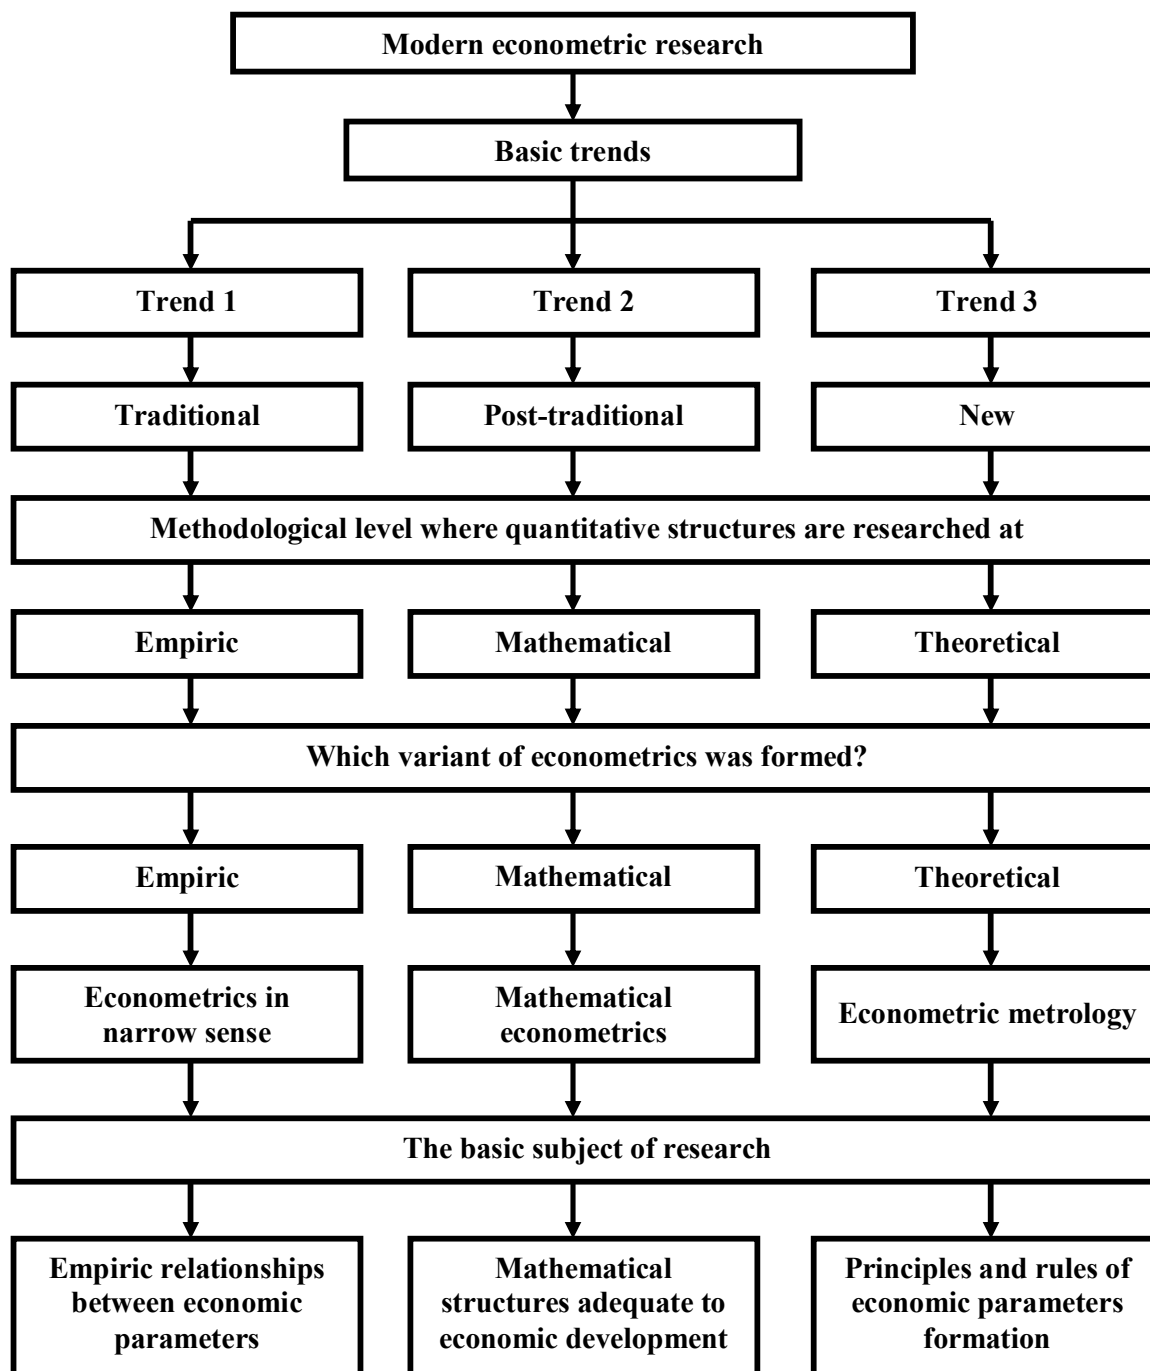 Modern econometric research
Basic trends
Trend 1
Trend 2
Trend 3
Traditional
Post-traditional
New
Methodological level where quantitative structures are researched at
Empiric
Mathematical
Theoretical
Which variant of econometrics was formed?
Empiric
Mathematical
Theoretical
Econometrics in
narrow sense
Mathematical
econometrics
Econometric metrology
The basic subject of research
Empiric relationships
between economic
parameters
Mathematical
structures adequate to
economic development
Principles and rules of
economic parameters
formation